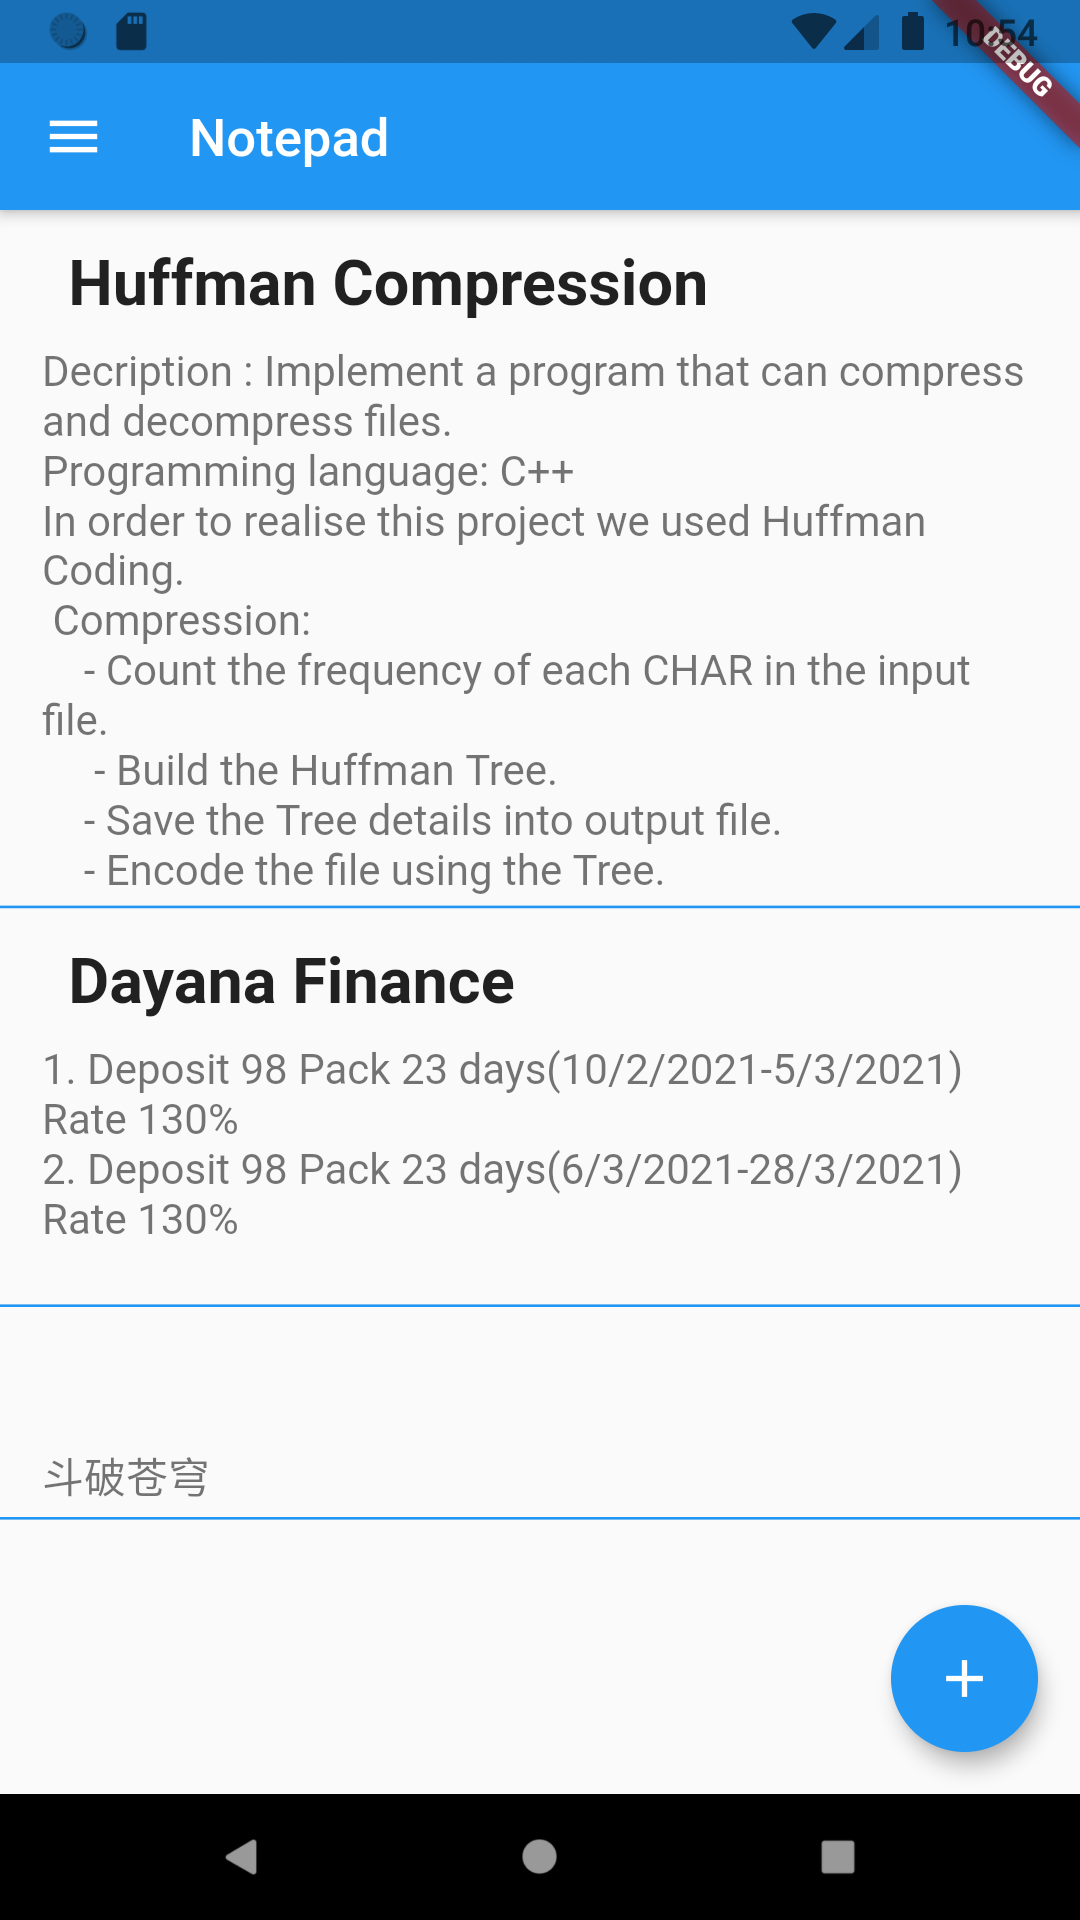 10:54
DEBUG
Notepad
Huffman Compression
Decription : Implement a program that can compress
and decompress files.
Programming language: C++
In order to realise this project we used Huffman
Coding.
Compression:
- Count the frequency of each CHAR in the input
file.
- Build the Huffman Tree.
- Save the Tree details into output file.
- Encode the file using the Tree.
Dayana Finance
1. Deposit 98 Pack 23 days(10/2/2021-5/3/2021)
Rate 130%
2. Deposit 98 Pack 23 days(6/3/2021-28/3/2021)
Rate 130%
斗破苍穹